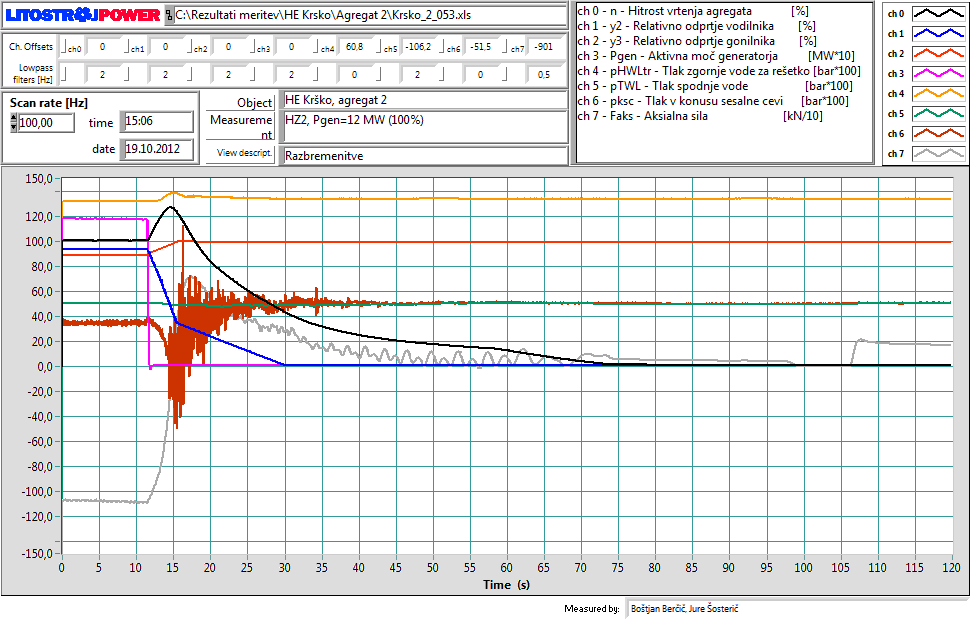 LITOSTR&JPOWER C:\Rezultati meritev\HE Krsko\Agregat 2\Krsko_2_053.xls
Ch. Offsets ch0 0 ch1 0 ch2 0 ch3 0 ch4 60,8 ch5 -106,2 ch6 -51.5 ch7 -901
Lowpass
filters [Hz] 2 2 2 2 0 2 0 0,5
Scan rate [Hz]
100,00
time 15:06
date 19.10.2012
Object HE Krško, agregat 2
Measureme
nt
HZ2, Pgen=12 MW (100%)
View descript.
Razbremenitve
ch 0 - n - Hitrost vrtenja agregata [%]
ch 1 - y2 - Relativno odprtje vodilnika [%]
ch 2 - y3 - Relativno odprtje gonilnika [%]
ch 3 - Pgen - Aktivna moč generatorja [MW*10]
ch 4 - pHWLtr - Tlak zgornje vode za rešetko [bar*100]
ch 5 - pTWL - Tlak spodnje vode [bar*100]
ch 6 - pksc - Tlak v konusu sesalne cevi [bar*100]
ch 7 - Faks - Aksialna sila [kN/10]
ch 0
ch 1
ch 2
ch 3
ch 4
ch 5
ch 6
ch 7
150,0
120,0
100,0
80,0
60,0
40,0
20,0
0,0
-20,0
-40,0
-60,0
-80,0
-100,0
-120,0
-150,0
0 5 10 15 20 25 30 35 40 45 50 55 60 65 70 75 80 85 90 95 100 105 110 115 120
Time (s)
Measured by: Boštjan Berčič, Jure Šosterič